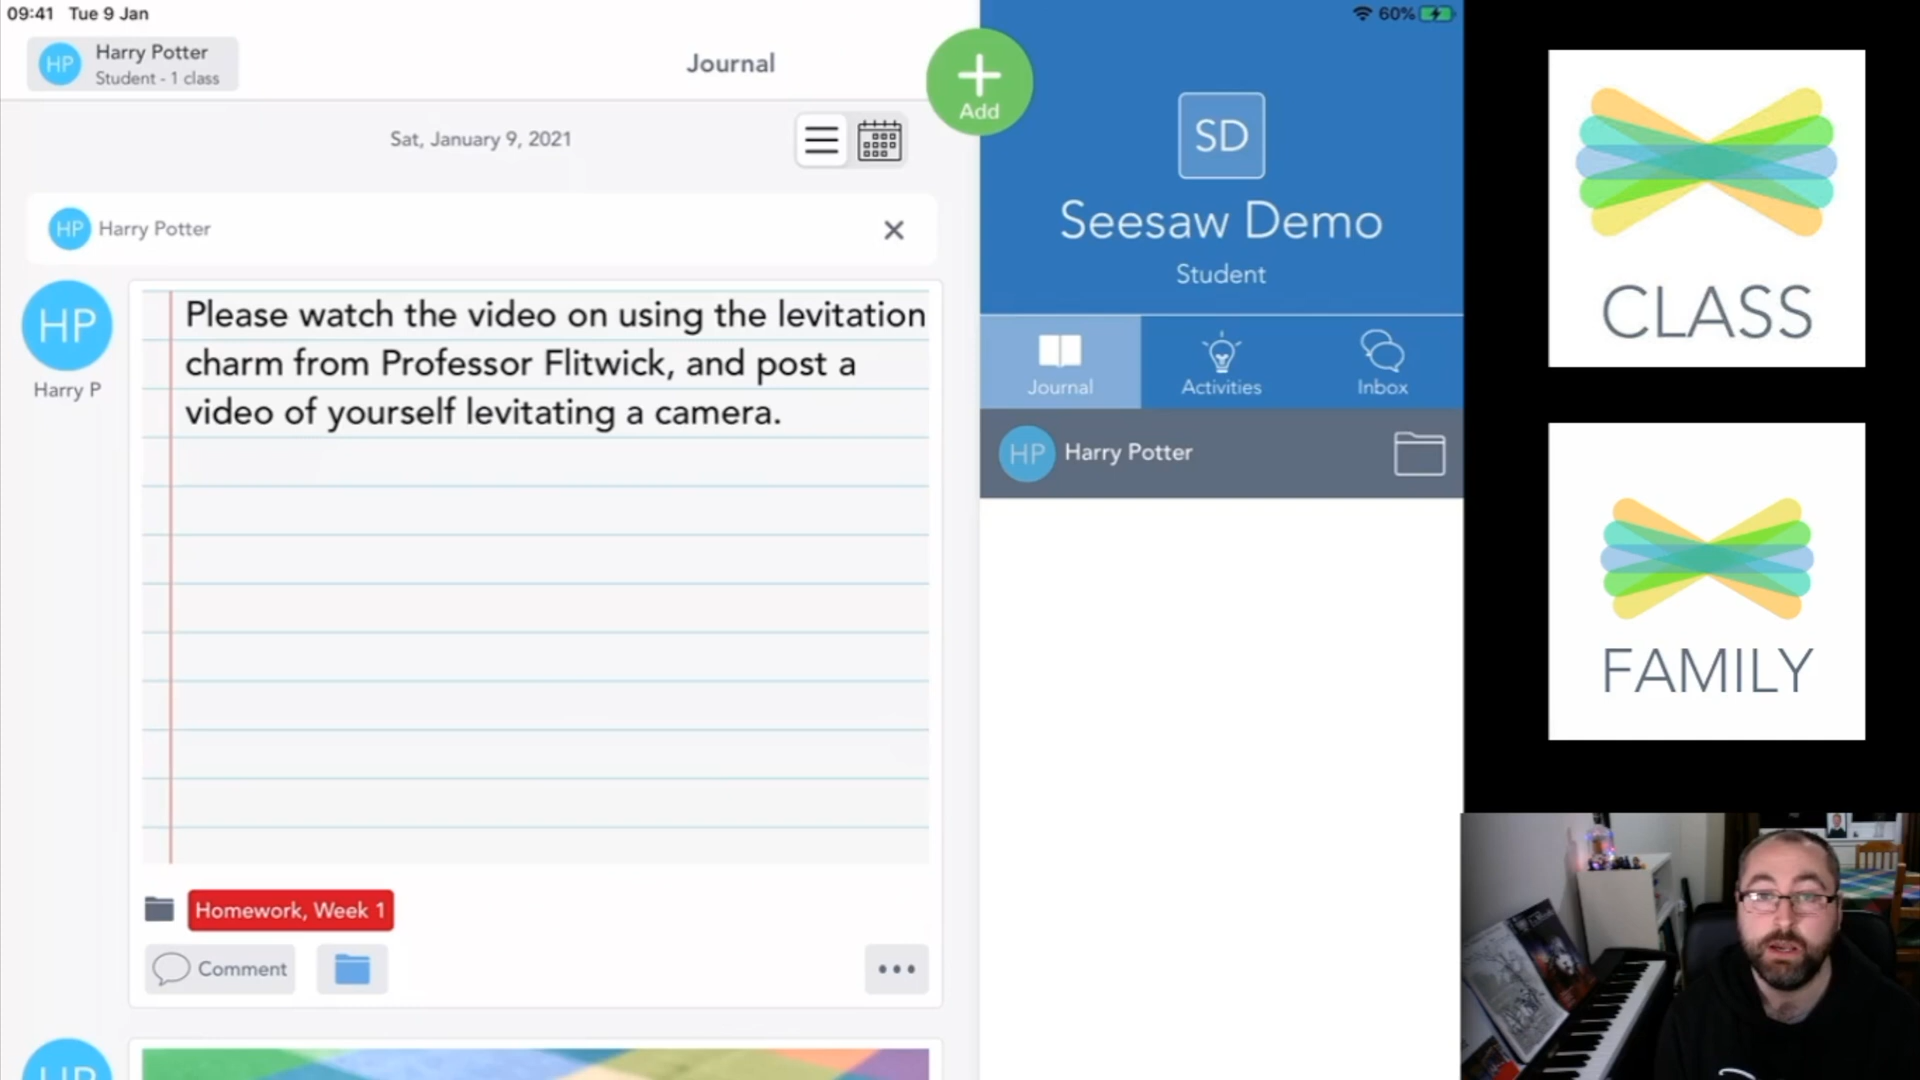 09:41 Tue 9 Jan
60%
HP
Harry Potter
Student - 1 class
Journal
+
Add
Sat, January 9, 2021
HP Harry Potter
HP
Harry P
Please watch the video on using the levitation
charm from Professor Flitwick, and post a
video of yourself levitating a camera.
Homework, Week 1
Comment
HP
SD
Seesaw Demo
Student
Journal
Activities
Inbox
HP Harry Potter
CLASS
FAMILY